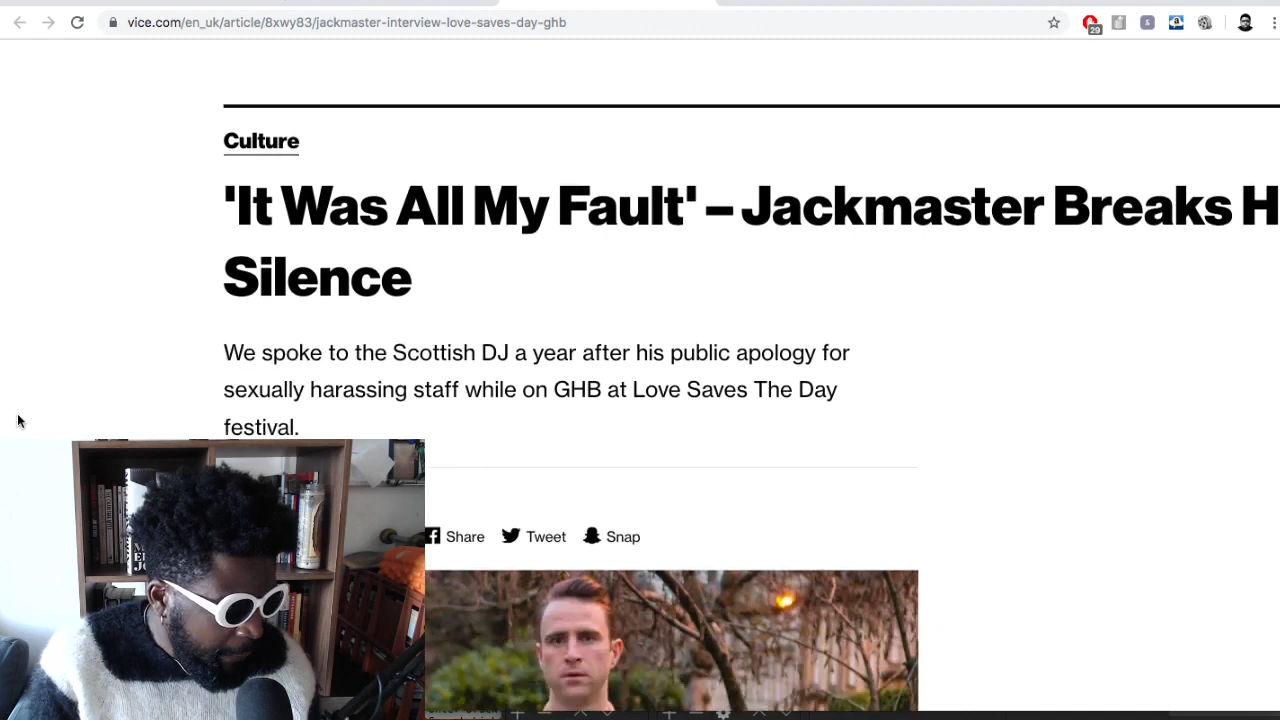 vice.com/en_uk/article/8xwy83/jackmaster-interview-love-saves-day-ghb
29
Culture
'It Was All My Fault' – Jackmaster Breaks H
Silence
We spoke to the Scottish DJ a year after his public apology for
sexually harassing staff while on GHB at Love Saves The Day
festival.
Share Tweet Snap